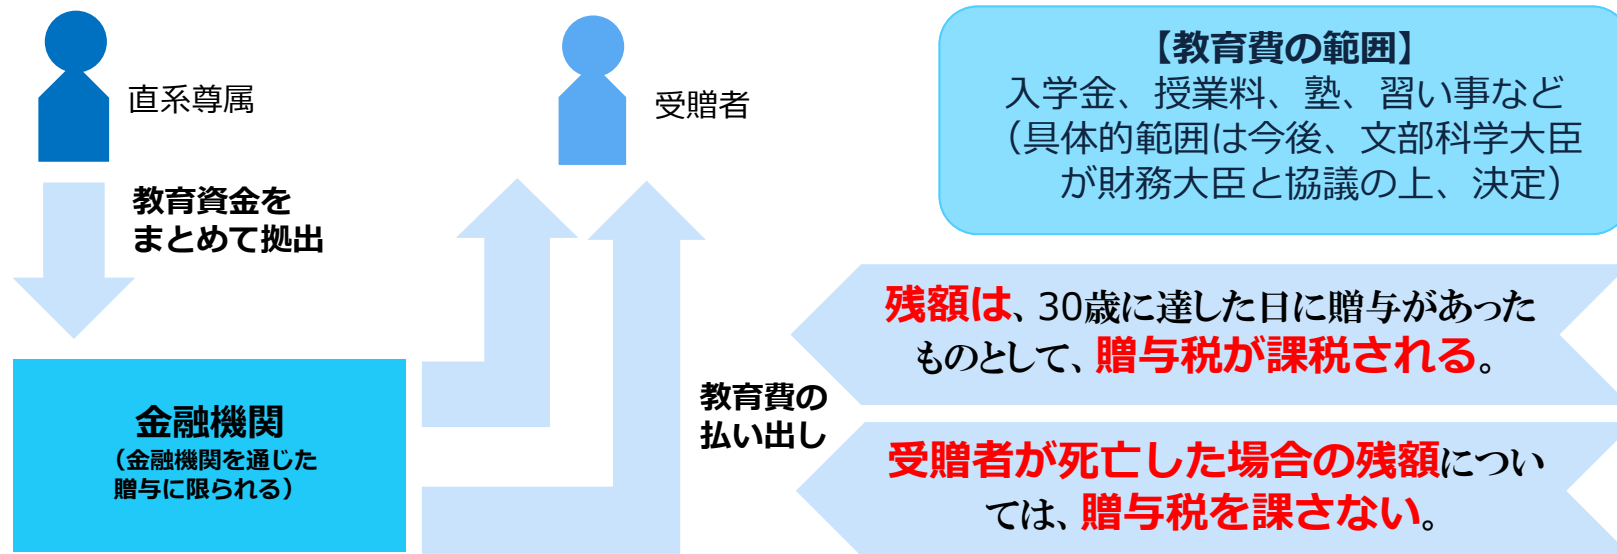 直系尊属
受贈者
教育資金を
まとめて拠出
金融機関
（金融機関を通じた
贈与に限られる）
教育費の
払い出し
【教育費の範囲】
入学金、授業料、塾、習い事など
（具体的範囲は今後、文部科学大臣
が財務大臣と協議の上、決定）
残額は、30歳に達した日に贈与があった
ものとして、贈与税が課税される。
受贈者が死亡した場合の残額につい
ては、贈与税を課さない。